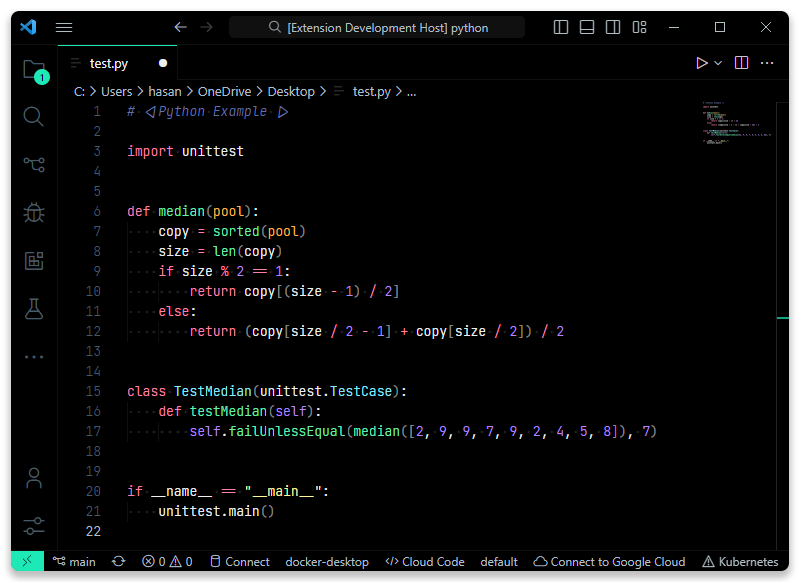 [Extension Development Host] python
test.py
1
C: > Users > hasan > OneDrive > Desktop > test.py > ...
1 # ◁Python Example ▷
2
3 import unittest
4
5
6 def median(pool):
7     copy = sorted(pool)
8     size = len(copy)
9     if size % 2 == 1:
10         return copy[(size - 1) / 2]
11     else:
12         return (copy[size / 2 - 1] + copy[size / 2]) / 2
13
14
15 class TestMedian(unittest.TestCase):
16     def testMedian(self):
17         self.failUnlessEqual(median([2, 9, 9, 7, 9, 2, 4, 5, 8]), 7)
18
19
20 if __name__ == "__main__":
21     unittest.main()
22
main 0 0 Connect docker-desktop </> Cloud Code default Connect to Google Cloud Kubernetes